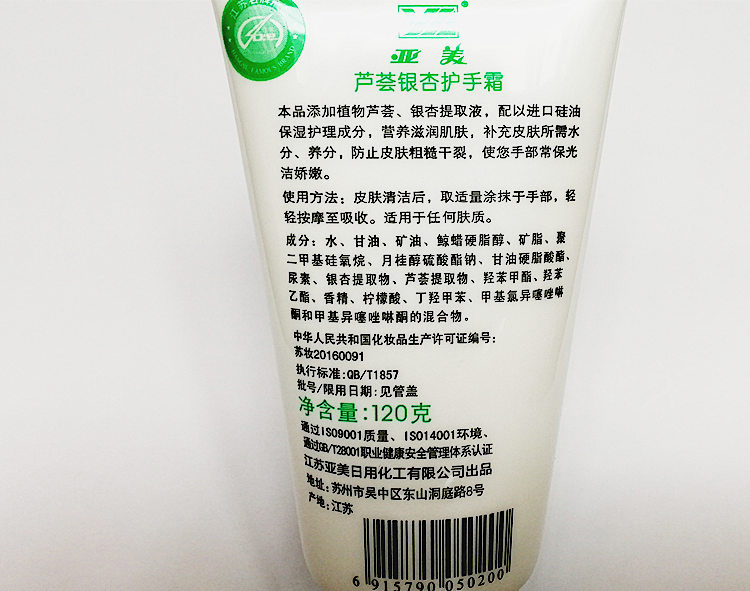 江苏名牌
JIANGSU FAMOUS BRAND
亚美
芦荟银杏护手霜
本品添加植物芦荟、银杏提取液，配以进口硅油
保湿护理成分，营养滋润肌肤，补充皮肤所需水
分、养分，防止皮肤粗糙干裂，使您手部常保光
洁娇嫩。
使用方法：皮肤清洁后，取适量涂抹于手部，轻
轻按摩至吸收。适用于任何肤质。
成分：水、甘油、矿油、鲸蜡硬脂醇、矿脂、聚
二甲基硅氧烷、月桂醇硫酸酯钠、甘油硬脂酸酯、
尿素、银杏提取物、芦荟提取物、羟苯甲酯、羟苯
乙酯、香精、柠檬酸、丁羟甲苯、甲基氯异噻唑啉
酮和甲基异噻唑啉酮的混合物。
中华人民共和国化妆品生产许可证编号：
苏妆20160091
执行标准:QB/T1857
批号/限用日期:见管盖
净含量:120克
通过ISO9001质量、ISO14001环境、
通过GB/T28001职业健康安全管理体系认证
江苏亚美日用化工有限公司出品
地址:苏州市吴中区东山洞庭路8号
产地:江苏
6 915790 050200